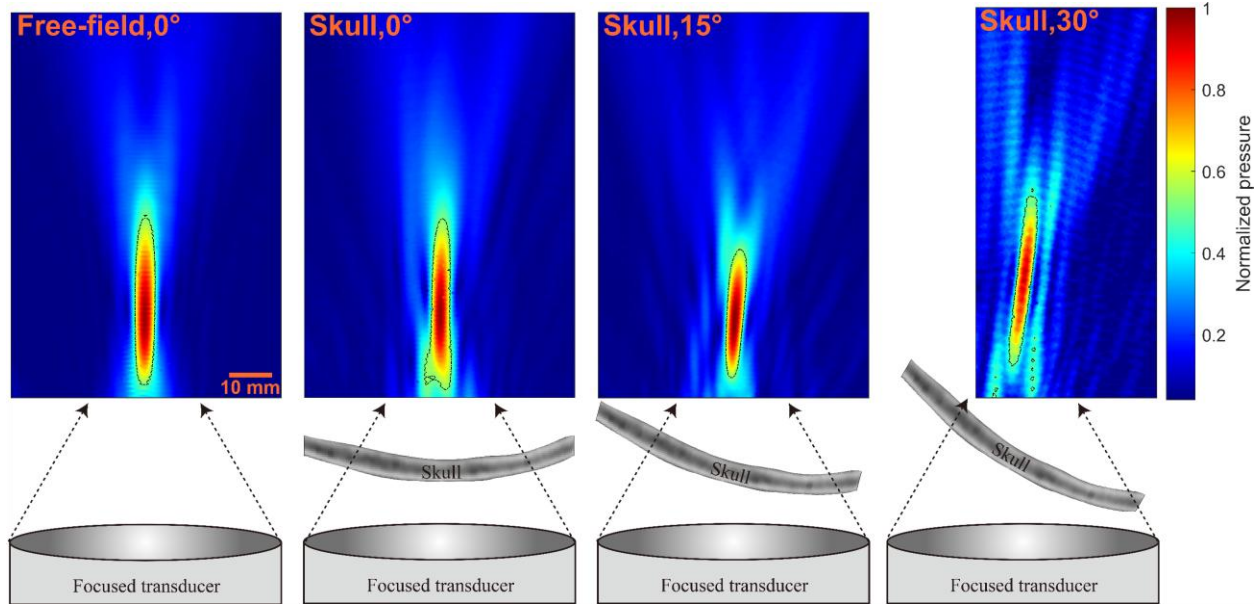 Free-field,0°
Skull,0°
Skull,15°
Skull,30°
10 mm
1
0.8
0.6
0.4
0.2
Normalized pressure
Skull
Skull
Skull
Focused transducer
Focused transducer
Focused transducer
Focused transducer